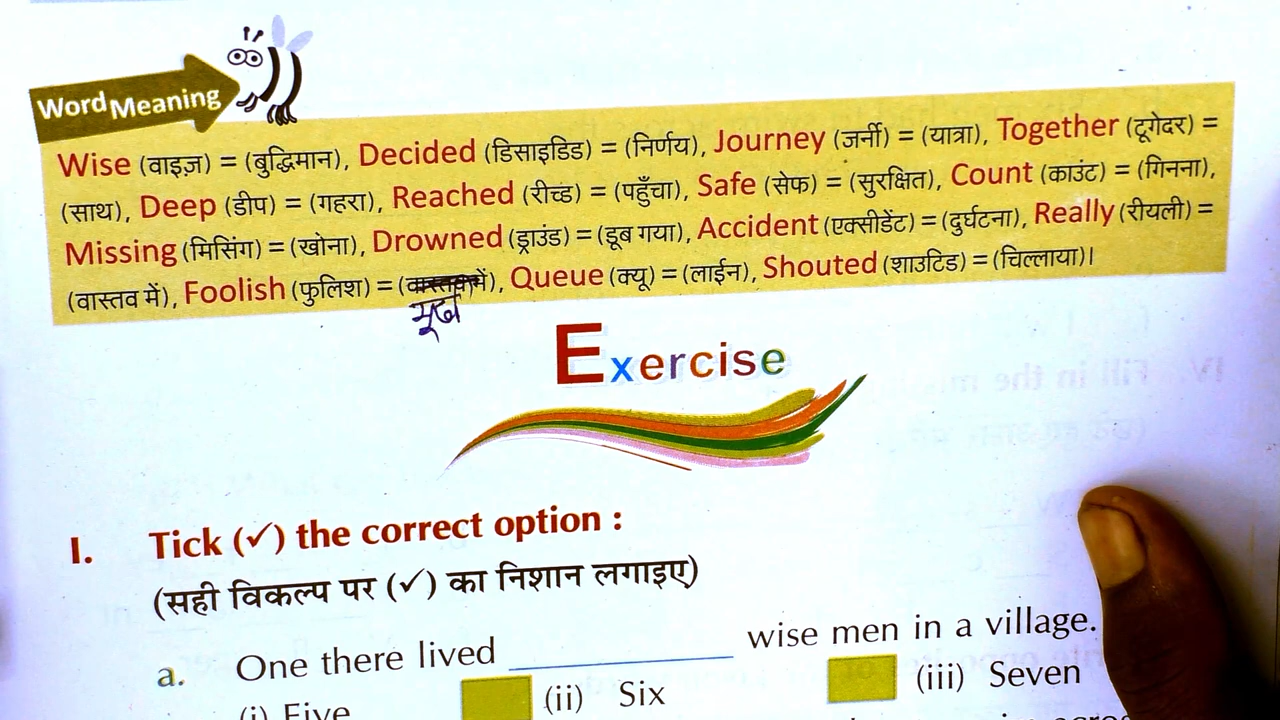 Word Meaning
Wise (वाइज़) = (बुद्धिमान), Decided (डिसाइडिड) = (निर्णय), Journey (जर्नी) = (यात्रा), Together (टूगेदर) =
(साथ), Deep (डीप) = (गहरा), Reached (रीच्ड) = (पहुँचा), Safe (सेफ) = (सुरक्षित), Count (काउंट) = (गिनना),
Missing (मिसिंग) = (खोना), Drowned (ड्राउंड) = (डूब गया), Accident (एक्सीडेंट) = (दुर्घटना), Really (रीयली) =
(वास्तव में), Foolish (फुलिश) = (वास्तव में), Queue (क्यू) = (लाईन), Shouted (शाउटिड) = (चिल्लाया)।
मूर्ख
Exercise
I. Tick (✓) the correct option :
(सही विकल्प पर (✓) का निशान लगाइए)
a. One there lived ____________ wise men in a village.
(i) Five (ii) Six (iii) Seven